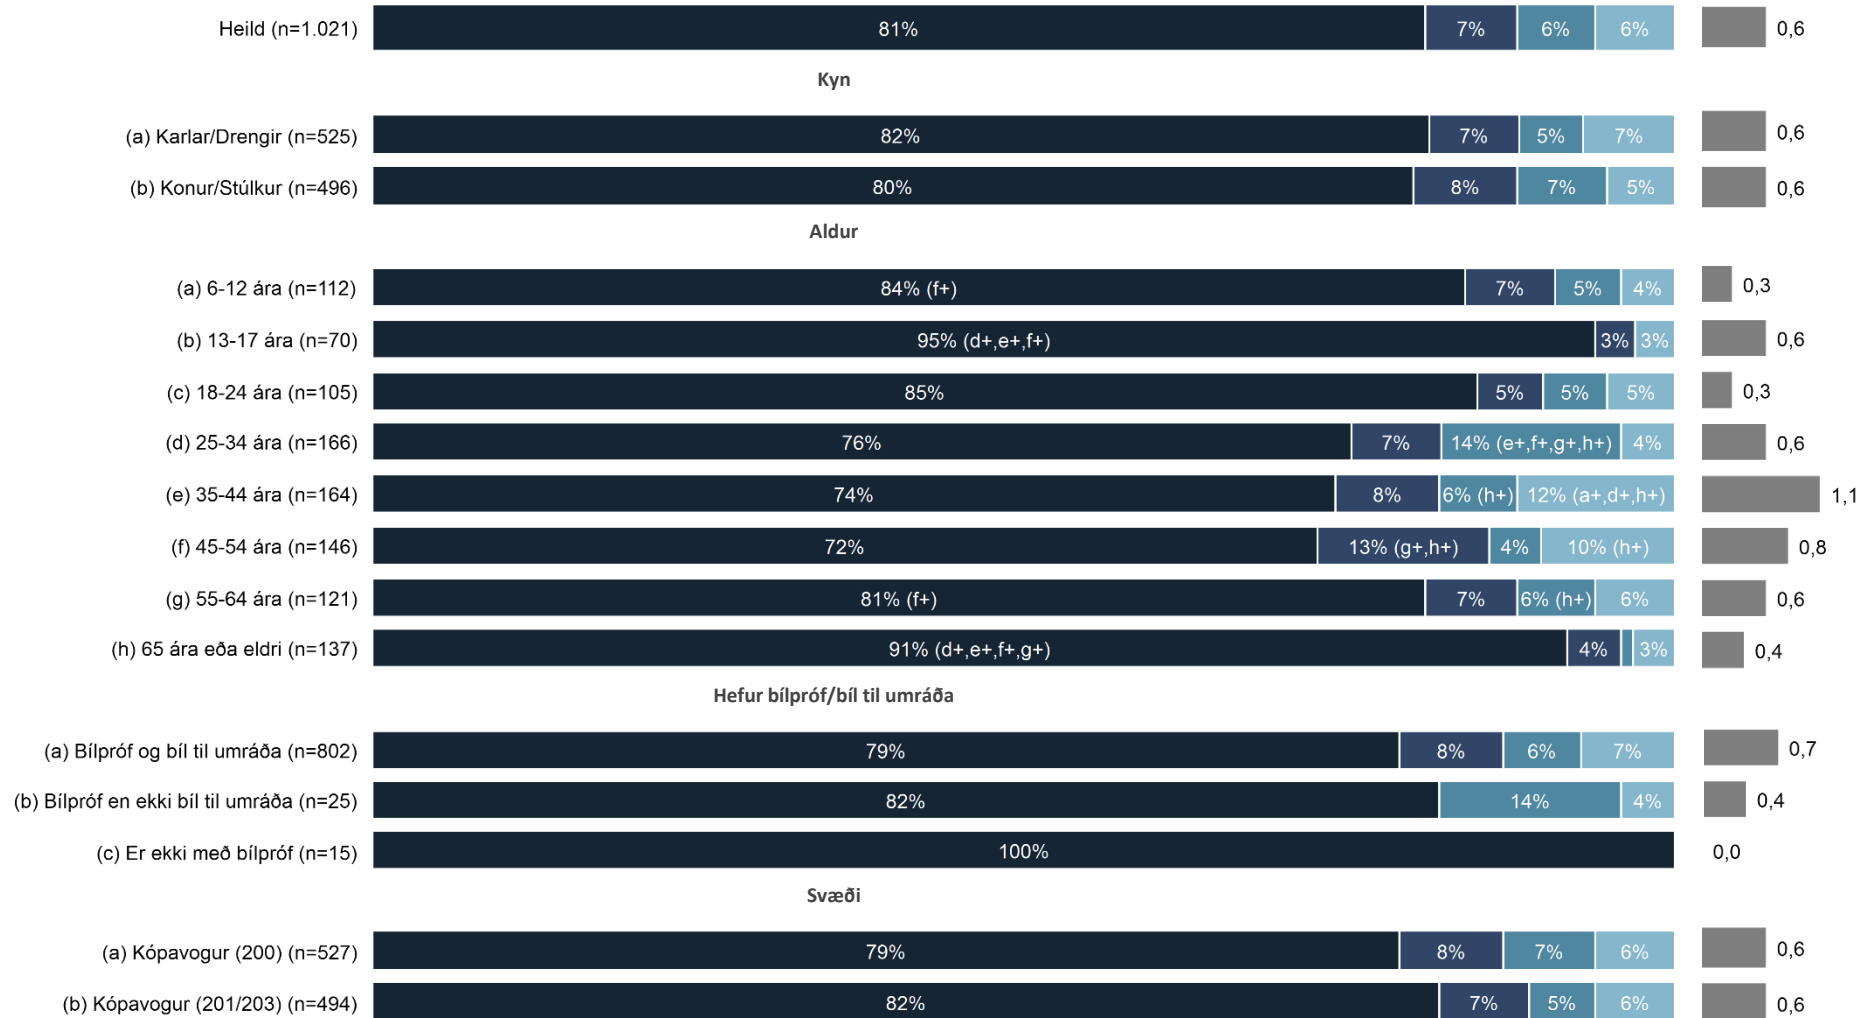 Heild (n=1.021) 81% 7% 6% 6% 0,6
Kyn
(a) Karlar/Drengir (n=525) 82% 7% 5% 7% 0,6
(b) Konur/Stúlkur (n=496) 80% 8% 7% 5% 0,6
Aldur
(a) 6-12 ára (n=112) 84% (f+) 7% 5% 4% 0,3
(b) 13-17 ára (n=70) 95% (d+,e+,f+) 3% 3% 0,6
(c) 18-24 ára (n=105) 85% 5% 5% 5% 0,3
(d) 25-34 ára (n=166) 76% 7% 14% (e+,f+,g+,h+) 4% 0,6
(e) 35-44 ára (n=164) 74% 8% 6% (h+) 12% (a+,d+,h+) 1,1
(f) 45-54 ára (n=146) 72% 13% (g+,h+) 4% 10% (h+) 0,8
(g) 55-64 ára (n=121) 81% (f+) 7% 6% (h+) 6% 0,6
(h) 65 ára eða eldri (n=137) 91% (d+,e+,f+,g+) 4% 3% 0,4
Hefur bílpróf/bíl til umráða
(a) Bílpróf og bíl til umráða (n=802) 79% 8% 6% 7% 0,7
(b) Bílpróf en ekki bíl til umráða (n=25) 82% 14% 4% 0,4
(c) Er ekki með bílpróf (n=15) 100% 0,0
Svæði
(a) Kópavogur (200) (n=527) 79% 8% 7% 6% 0,6
(b) Kópavogur (201/203) (n=494) 82% 7% 5% 6% 0,6